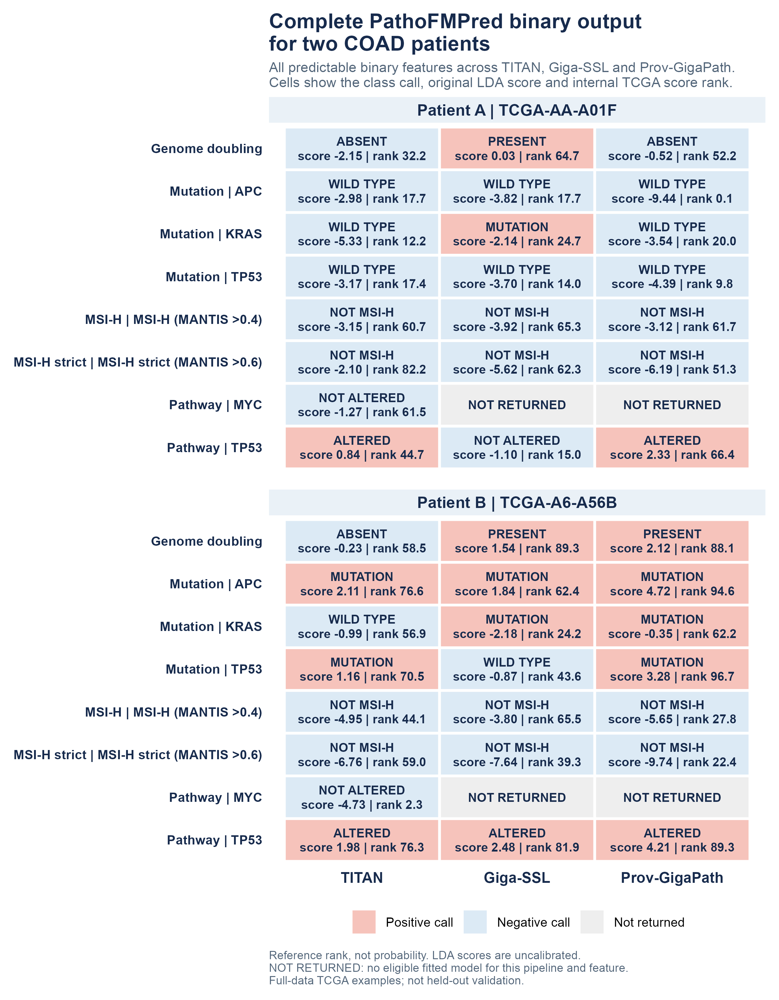 Complete PathoFMPred binary output
for two COAD patients
All predictable binary features across TITAN, Giga-SSL and Prov-GigaPath.
Cells show the class call, original LDA score and internal TCGA score rank.
Patient A | TCGA-AA-A01F
Genome doubling
ABSENT
score -2.15 | rank 32.2
PRESENT
score 0.03 | rank 64.7
ABSENT
score -0.52 | rank 52.2
Mutation | APC
WILD TYPE
score -2.98 | rank 17.7
WILD TYPE
score -3.82 | rank 17.7
WILD TYPE
score -9.44 | rank 0.1
Mutation | KRAS
WILD TYPE
score -5.33 | rank 12.2
MUTATION
score -2.14 | rank 24.7
WILD TYPE
score -3.54 | rank 20.0
Mutation | TP53
WILD TYPE
score -3.17 | rank 17.4
WILD TYPE
score -3.70 | rank 14.0
WILD TYPE
score -4.39 | rank 9.8
MSI-H | MSI-H (MANTIS >0.4)
NOT MSI-H
score -3.15 | rank 60.7
NOT MSI-H
score -3.92 | rank 65.3
NOT MSI-H
score -3.12 | rank 61.7
MSI-H strict | MSI-H strict (MANTIS >0.6)
NOT MSI-H
score -2.10 | rank 82.2
NOT MSI-H
score -5.62 | rank 62.3
NOT MSI-H
score -6.19 | rank 51.3
Pathway | MYC
NOT ALTERED
score -1.27 | rank 61.5
NOT RETURNED
NOT RETURNED
Pathway | TP53
ALTERED
score 0.84 | rank 44.7
NOT ALTERED
score -1.10 | rank 15.0
ALTERED
score 2.33 | rank 66.4
Patient B | TCGA-A6-A56B
Genome doubling
ABSENT
score -0.23 | rank 58.5
PRESENT
score 1.54 | rank 89.3
PRESENT
score 2.12 | rank 88.1
Mutation | APC
MUTATION
score 2.11 | rank 76.6
MUTATION
score 1.84 | rank 62.4
MUTATION
score 4.72 | rank 94.6
Mutation | KRAS
WILD TYPE
score -0.99 | rank 56.9
MUTATION
score -2.18 | rank 24.2
MUTATION
score -0.35 | rank 62.2
Mutation | TP53
MUTATION
score 1.16 | rank 70.5
WILD TYPE
score -0.87 | rank 43.6
MUTATION
score 3.28 | rank 96.7
MSI-H | MSI-H (MANTIS >0.4)
NOT MSI-H
score -4.95 | rank 44.1
NOT MSI-H
score -3.80 | rank 65.5
NOT MSI-H
score -5.65 | rank 27.8
MSI-H strict | MSI-H strict (MANTIS >0.6)
NOT MSI-H
score -6.76 | rank 59.0
NOT MSI-H
score -7.64 | rank 39.3
NOT MSI-H
score -9.74 | rank 22.4
Pathway | MYC
NOT ALTERED
score -4.73 | rank 2.3
NOT RETURNED
NOT RETURNED
Pathway | TP53
ALTERED
score 1.98 | rank 76.3
ALTERED
score 2.48 | rank 81.9
ALTERED
score 4.21 | rank 89.3
TITAN
Giga-SSL
Prov-GigaPath
Positive call
Negative call
Not returned
Reference rank, not probability. LDA scores are uncalibrated.
NOT RETURNED: no eligible fitted model for this pipeline and feature.
Full-data TCGA examples; not held-out validation.